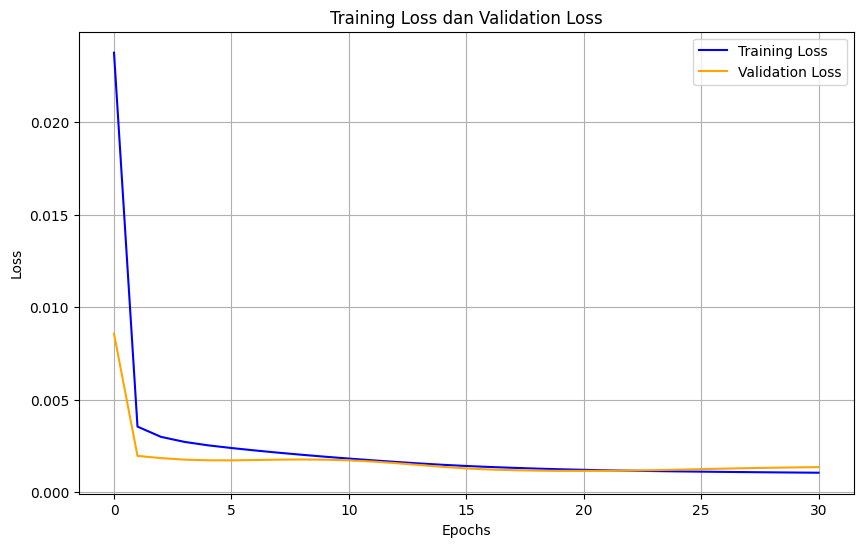 Training Loss dan Validation Loss
Training Loss
Validation Loss
0.020
0.015
0.010
0.005
0.000
Loss
0 5 10 15 20 25 30
Epochs